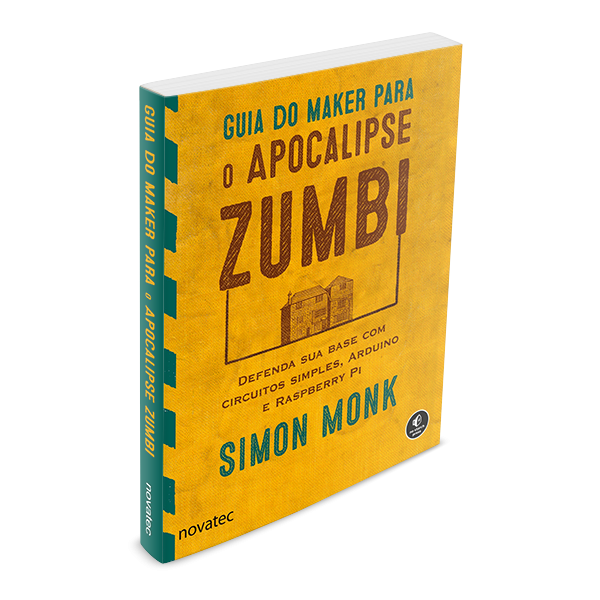 GUIA DO MAKER PARA
O APOCALIPSE
ZUMBI
DEFENDA SUA BASE COM
CIRCUITOS SIMPLES, ARDUINO
E RASPBERRY PI
SIMON MONK
novatec
GUIA DO MAKER PARA O APOCALIPSE ZUMBI
novatec